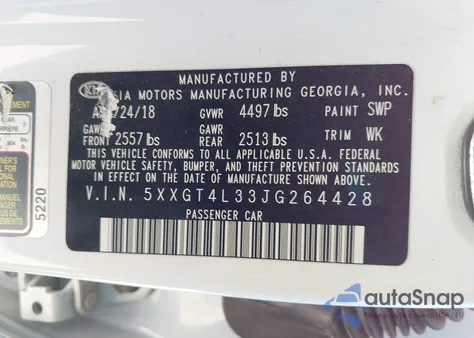 MANUFACTURED BY
KIA MOTORS MANUFACTURING GEORGIA, INC.
24/18 GVWR 4497 lbs PAINT SWP
GAWR GAWR
FRONT 2557 lbs REAR 2513 lbs TRIM WK
THIS VEHICLE CONFORMS TO ALL APPLICABLE U.S.A. FEDERAL
MOTOR VEHICLE SAFETY, BUMPER, AND THEFT PREVENTION STANDARDS
IN EFFECT ON THE DATE OF MANUFACTURE SHOWN ABOVE.
V.I.N. 5XXGT4L33JG264428
PASSENGER CAR
5220
autoSnap